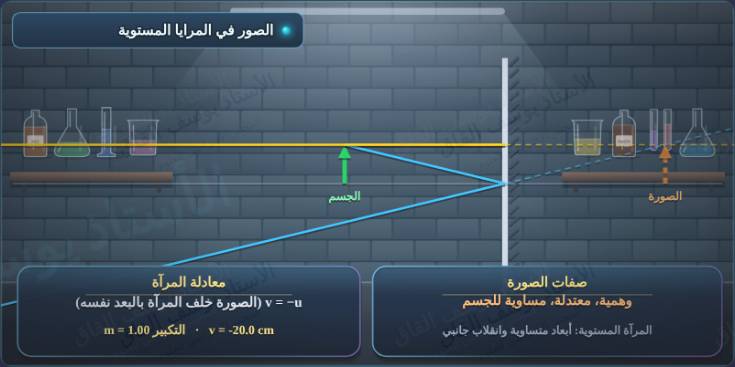 الصور في المرايا المستوية
الجسم
الصورة
صفات الصورة
وهمية، معتدلة، مساوية للجسم
المرآة المستوية: أبعاد متساوية وانقلاب جانبي
معادلة المرآة
v = −u (الصورة خلف المرآة بالبعد نفسه)
v = -20.0 cm · التكبير m = 1.00